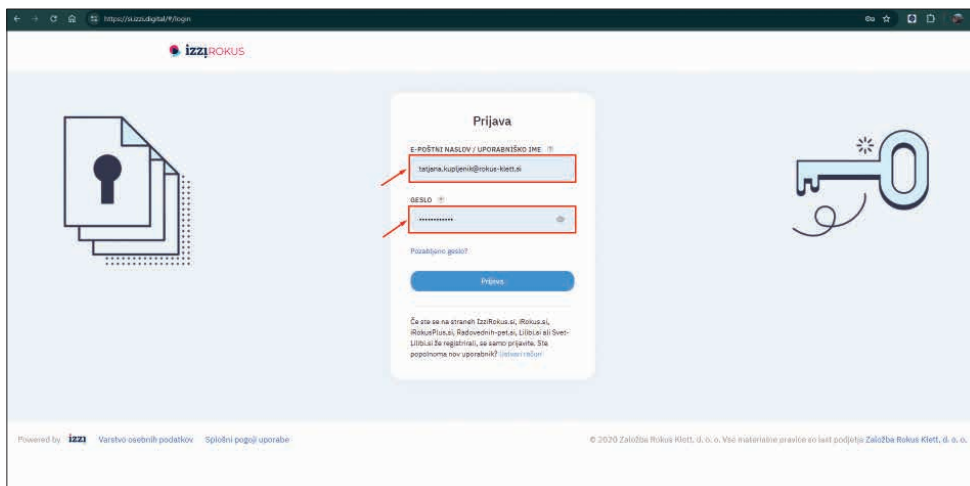 https://si.izzi.digital/#/login
izzi ROKUS
Prijava
E-POŠTNI NASLOV / UPORABNIŠKO IME ?
tatjana.kupljenik@rokus-klett.si
GESLO ?
••••••••••••
Pozabljeno geslo?
Prijava
Če ste se na straneh IzziRokus.si, iRokus.si,
iRokusPlus.si, Radovednih-pet.si, Lilibi.si ali Svet-
Lilibi.si že registrirali, se samo prijavite. Ste
popolnoma nov uporabnik? Ustvari račun
Powered by izzi Varstvo osebnih podatkov Splošni pogoji uporabe
© 2020 Založba Rokus Klett, d. o. o. Vse materialne pravice so last podjetja Založba Rokus Klett, d. o. o.